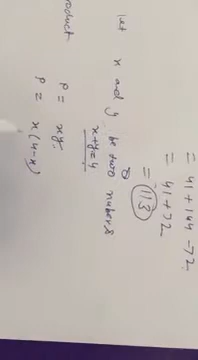 = 41 + 144 - 72
= 41 + 72
= 113
let x and y be two numbers
x+y=4
product
P = xy
P = x(4-x)